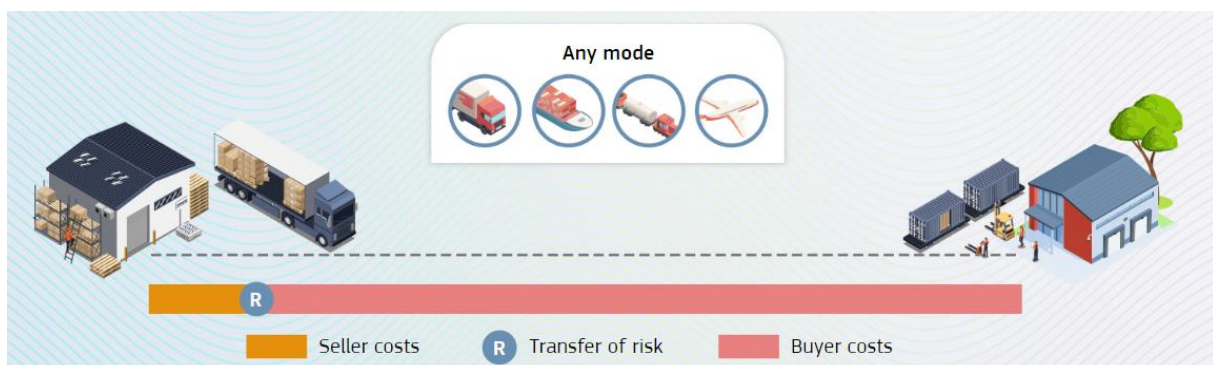 Any mode
R
Seller costs
R Transfer of risk
Buyer costs